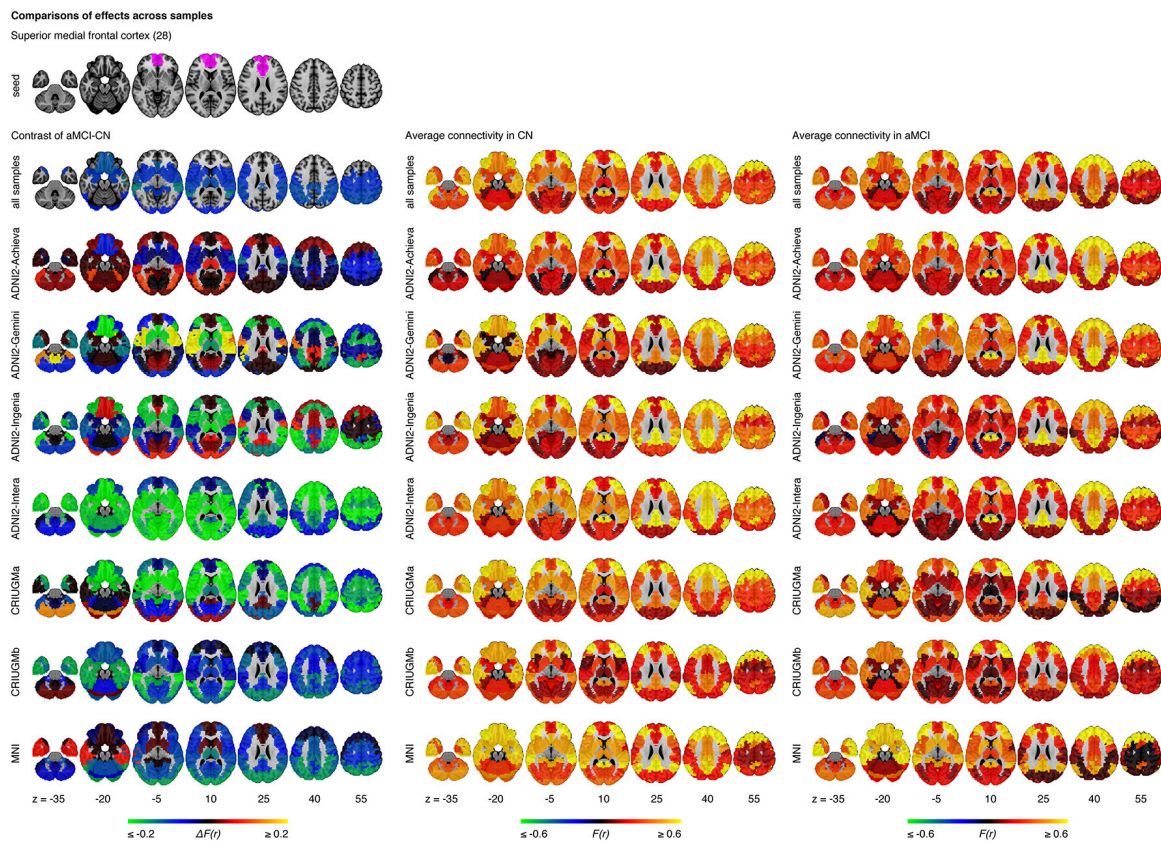 Comparisons of effects across samples
Superior medial frontal cortex (28)
seed
Contrast of aMCI-CN
Average connectivity in CN
Average connectivity in aMCI
all samples
all samples
all samples
ADNI2-Achieva
ADNI2-Achieva
ADNI2-Achieva
ADNI2-Gemini
ADNI2-Gemini
ADNI2-Gemini
ADNI2-Ingenia
ADNI2-Ingenia
ADNI2-Ingenia
ADNI2-Intera
ADNI2-Intera
ADNI2-Intera
CRIUGMa
CRIUGMa
CRIUGMa
CRIUGMb
CRIUGMb
CRIUGMb
MNI
MNI
MNI
z = -35 -20 -5 10 25 40 55
z = -35 -20 -5 10 25 40 55
z = -35 -20 -5 10 25 40 55
≤ -0.2 ΔF(r) ≥ 0.2
≤ -0.6 F(r) ≥ 0.6
≤ -0.6 F(r) ≥ 0.6